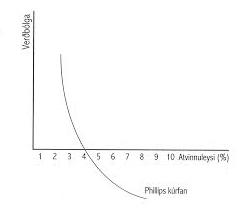 Verðbólga
1 2 3 4 5 6 7 8 9 10 Atvinnuleysi (%)
Phillips kúrfan